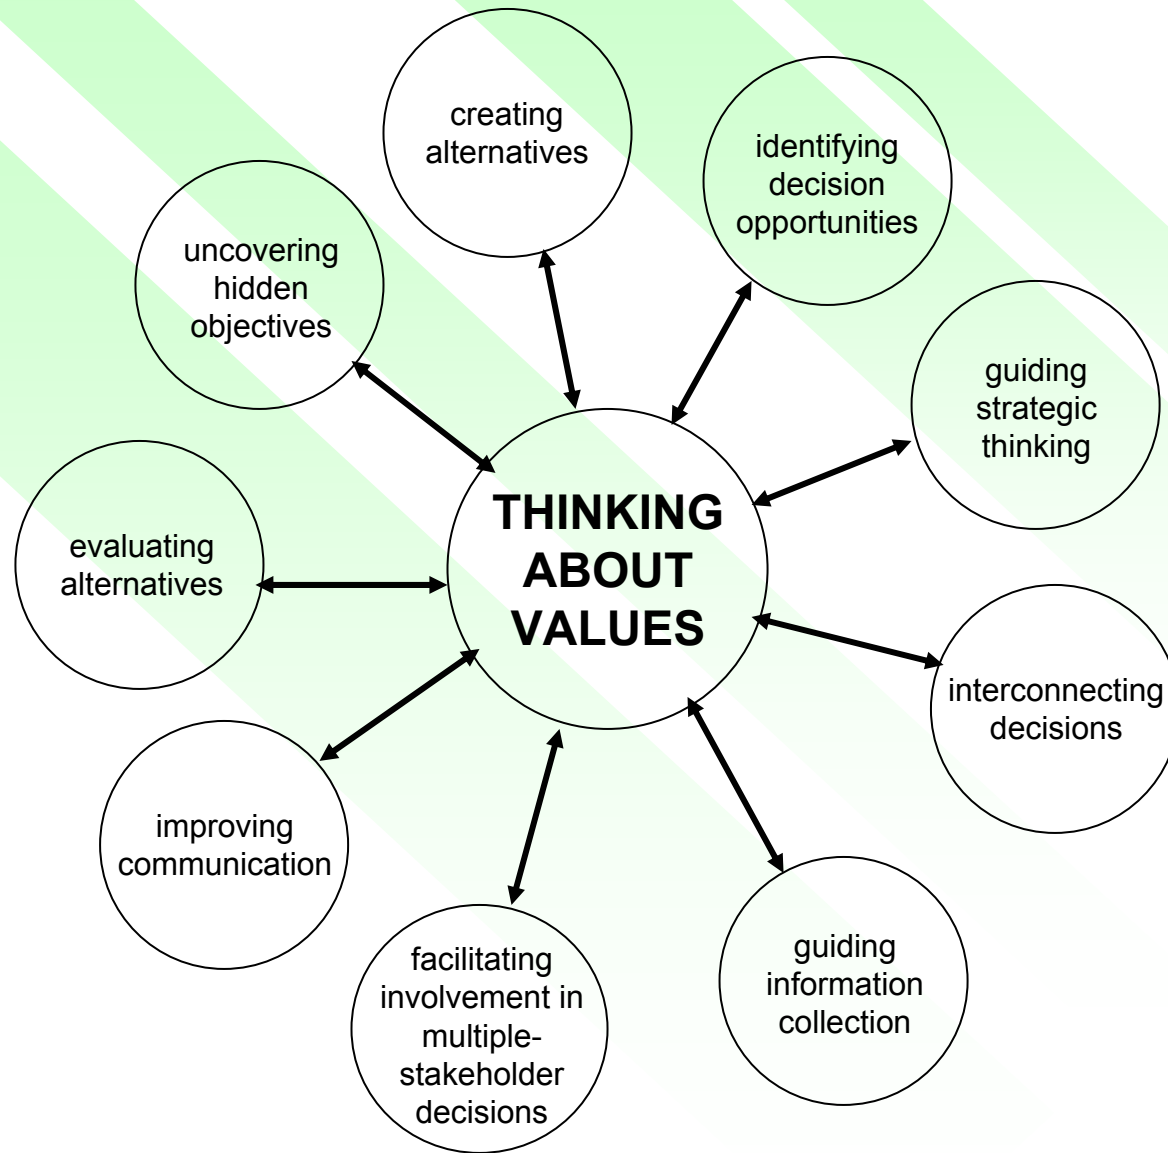 creating
alternatives
identifying
decision
opportunities
uncovering
hidden
objectives
guiding
strategic
thinking
THINKING
ABOUT
VALUES
evaluating
alternatives
interconnecting
decisions
improving
communication
guiding
information
collection
facilitating
involvement in
multiple-
stakeholder
decisions